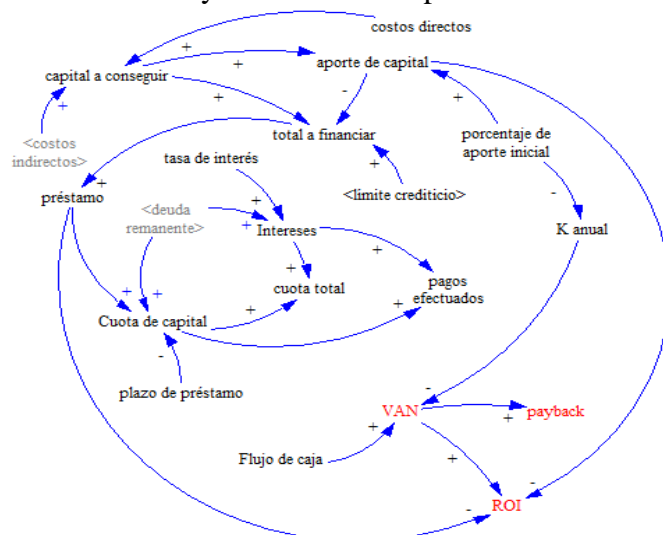 costos directos
+
+
+
capital a conseguir
aporte de capital
+
-
+
+
<costos
indirectos>
total a financiar
porcentaje de
aporte inicial
tasa de interés
+
<limite crediticio>
+
préstamo
-
<deuda
remanente>
+
+
Intereses
K anual
+
+
cuota total
pagos
efectuados
+
+
+
+
Cuota de capital
-
plazo de préstamo
-
VAN
payback
+
+
Flujo de caja
+
-
-
ROI